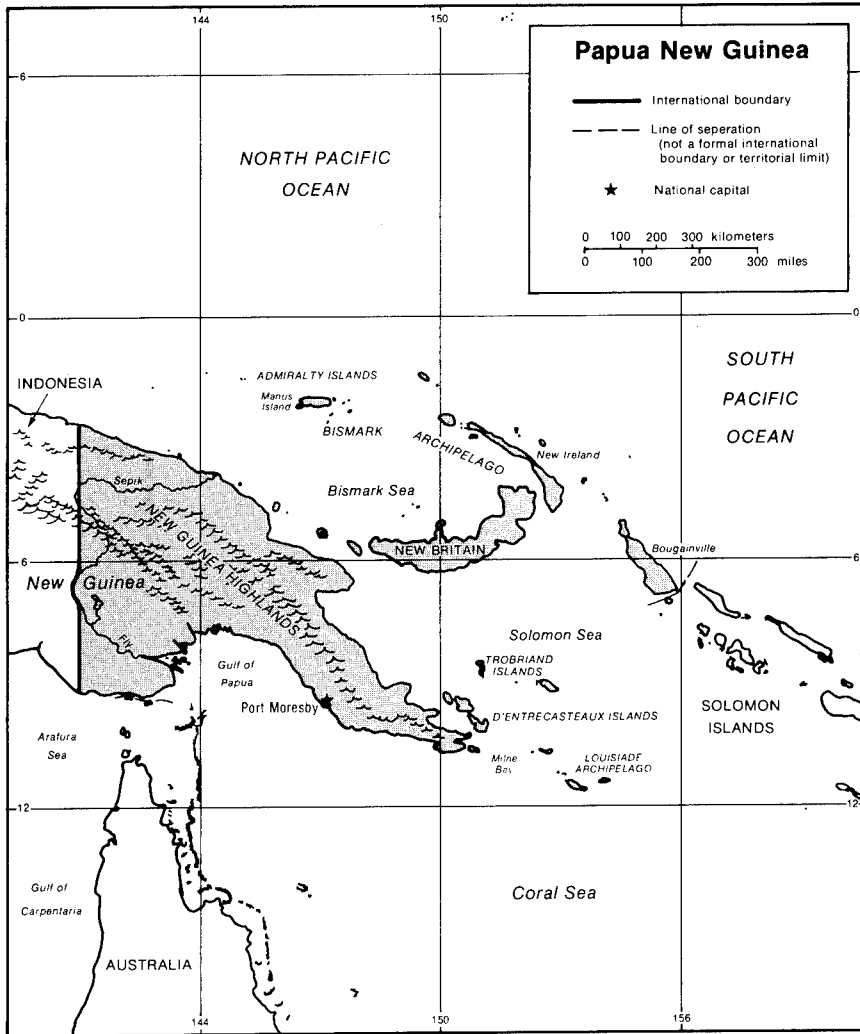 144
150
6
Papua New Guinea
International boundary
Line of seperation
(not a formal international
boundary or territorial limit)
National capital
0 100 200 300 kilometers
0 100 200 300 miles
NORTH PACIFIC
OCEAN
0
0
INDONESIA
ADMIRALTY ISLANDS
Manus
Island
BISMARK
ARCHIPELAGO
New Ireland
SOUTH
PACIFIC
OCEAN
Sepik
Bismark Sea
NEW GUINEA HIGHLANDS
NEW BRITAIN
Bougainville
6
6
New Guinea
Fly
Gulf of
Papua
Solomon Sea
TROBRIAND
ISLANDS
Port Moresby
D'ENTRECASTEAUX ISLANDS
SOLOMON
ISLANDS
Arafura
Sea
Milne
Bay
LOUISIADE
ARCHIPELAGO
12
12
Gulf of
Carpentaria
Coral Sea
AUSTRALIA
144
150
156